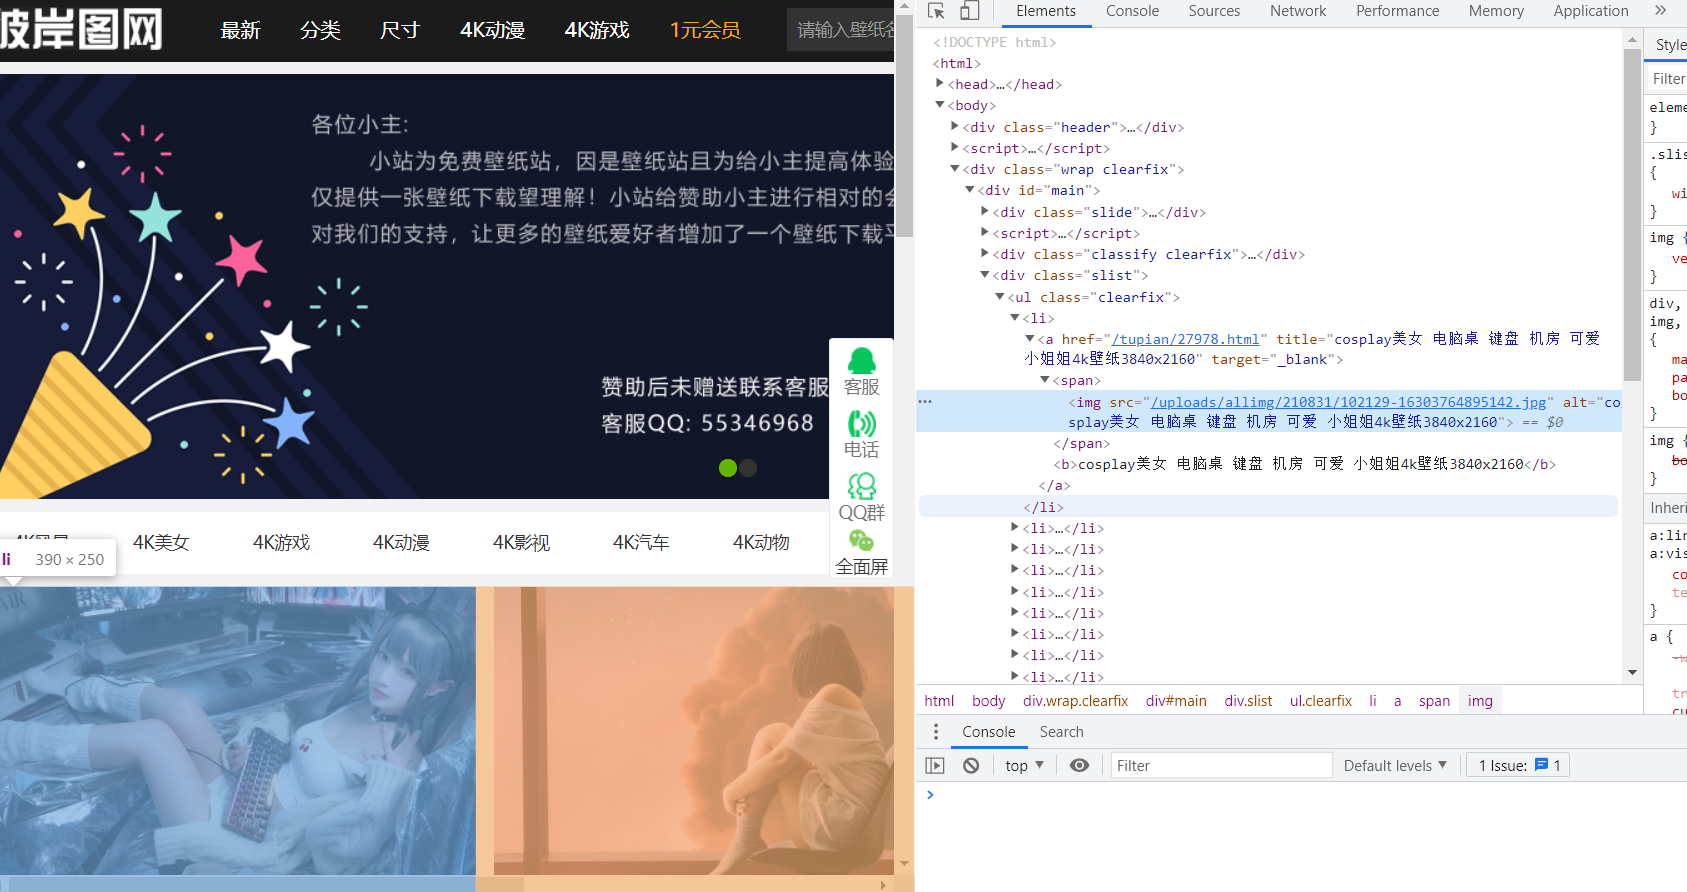 彼岸图网
最新 分类 尺寸 4K动漫 4K游戏 1元会员 请输入壁纸名
各位小主:
小站为免费壁纸站，因是壁纸站且为给小主提高体验
仅提供一张壁纸下载望理解！小站给赞助小主进行相对的会
对我们的支持，让更多的壁纸爱好者增加了一个壁纸下载平
赞助后未赠送联系客服
客服QQ: 55346968
客服
电话
QQ群
全面屏
4K风景 4K美女 4K游戏 4K动漫 4K影视 4K汽车 4K动物
li 390 × 250
Elements Console Sources Network Performance Memory Application »
<!DOCTYPE html>
<html>
<head>…</head>
<body>
<div class="header">…</div>
<script>…</script>
<div class="wrap clearfix">
<div id="main">
<div class="slide">…</div>
<script>…</script>
<div class="classify clearfix">…</div>
<div class="slist">
<ul class="clearfix">
<li>
<a href="/tupian/27978.html" title="cosplay美女 电脑桌 键盘 机房 可爱
小姐姐4k壁纸3840x2160" target="_blank">
<span>
… <img src="/uploads/allimg/210831/102129-16303764895142.jpg" alt="co
splay美女 电脑桌 键盘 机房 可爱 小姐姐4k壁纸3840x2160"> == $0
</span>
<b>cosplay美女 电脑桌 键盘 机房 可爱 小姐姐4k壁纸3840x2160</b>
</a>
</li>
<li>…</li>
<li>…</li>
<li>…</li>
<li>…</li>
<li>…</li>
<li>…</li>
<li>…</li>
<li>…</li>
html body div.wrap.clearfix div#main div.slist ul.clearfix li a span img
Style
Filter
eleme
}
.slis
{
wi
}
img {
ve
}
div,
img,
{
ma
pa
bo
}
img {
bo
}
Inheri
a:lin
a:vis
co
te
}
a {
-w
tr
cu
Console Search
top Filter Default levels 1 Issue: 1